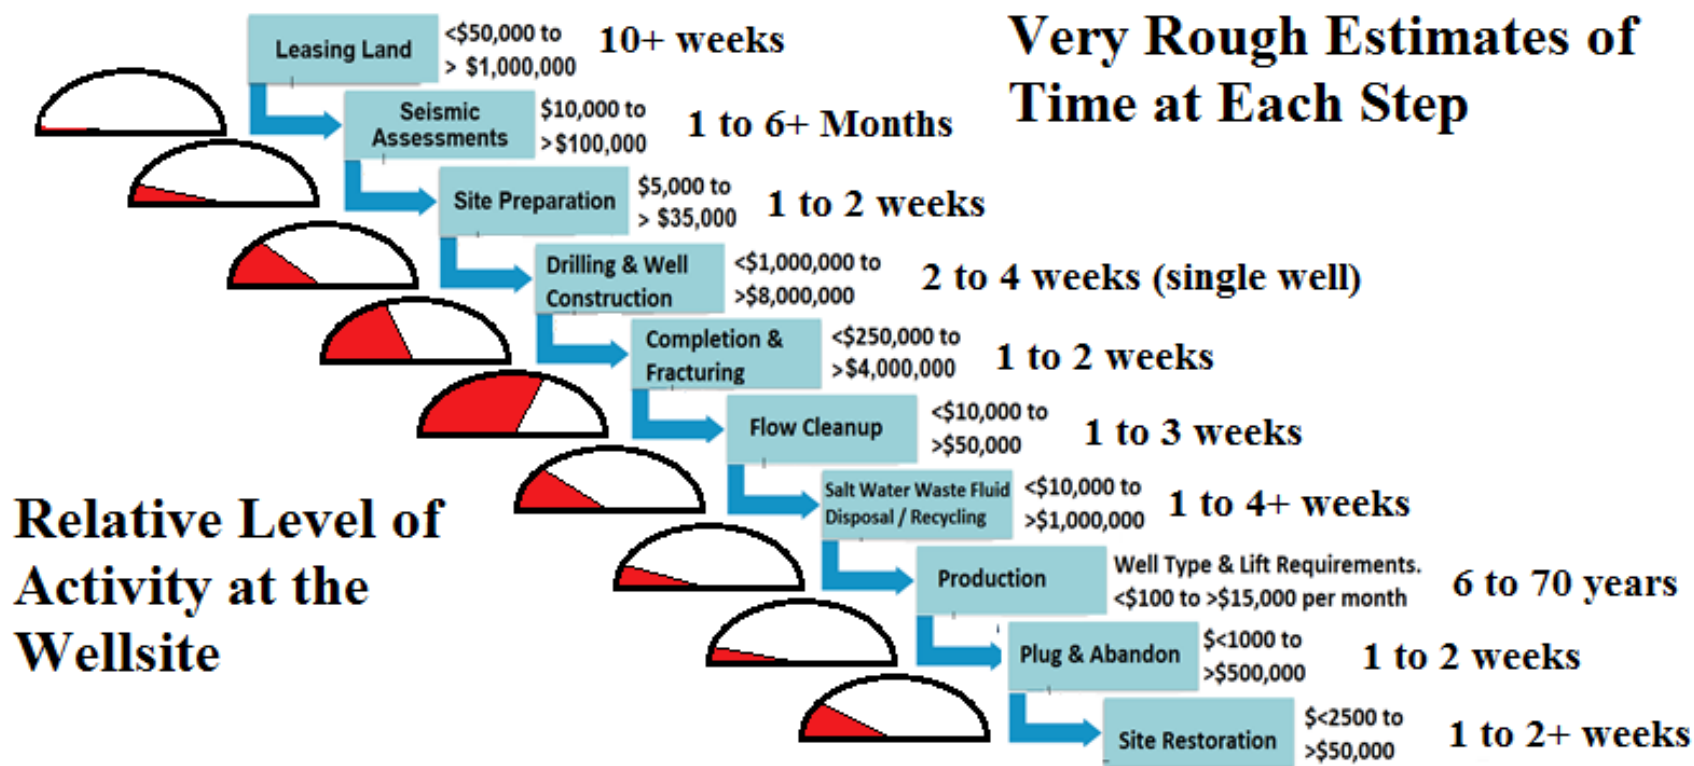 Very Rough Estimates of
Time at Each Step
Leasing Land
<$50,000 to
> $1,000,000
10+ weeks
Seismic
Assessments
$10,000 to
>$100,000
1 to 6+ Months
Site Preparation
$5,000 to
> $35,000
1 to 2 weeks
Drilling & Well
Construction
<$1,000,000 to
>$8,000,000
2 to 4 weeks (single well)
Completion &
Fracturing
<$250,000 to
>$4,000,000
1 to 2 weeks
Flow Cleanup
<$10,000 to
>$50,000
1 to 3 weeks
Salt Water Waste Fluid
Disposal / Recycling
<$10,000 to
>$1,000,000
1 to 4+ weeks
Production
Well Type & Lift Requirements.
<$100 to >$15,000 per month
6 to 70 years
Plug & Abandon
$<1000 to
>$500,000
1 to 2 weeks
Site Restoration
$<2500 to
>$50,000
1 to 2+ weeks
Relative Level of
Activity at the
Wellsite